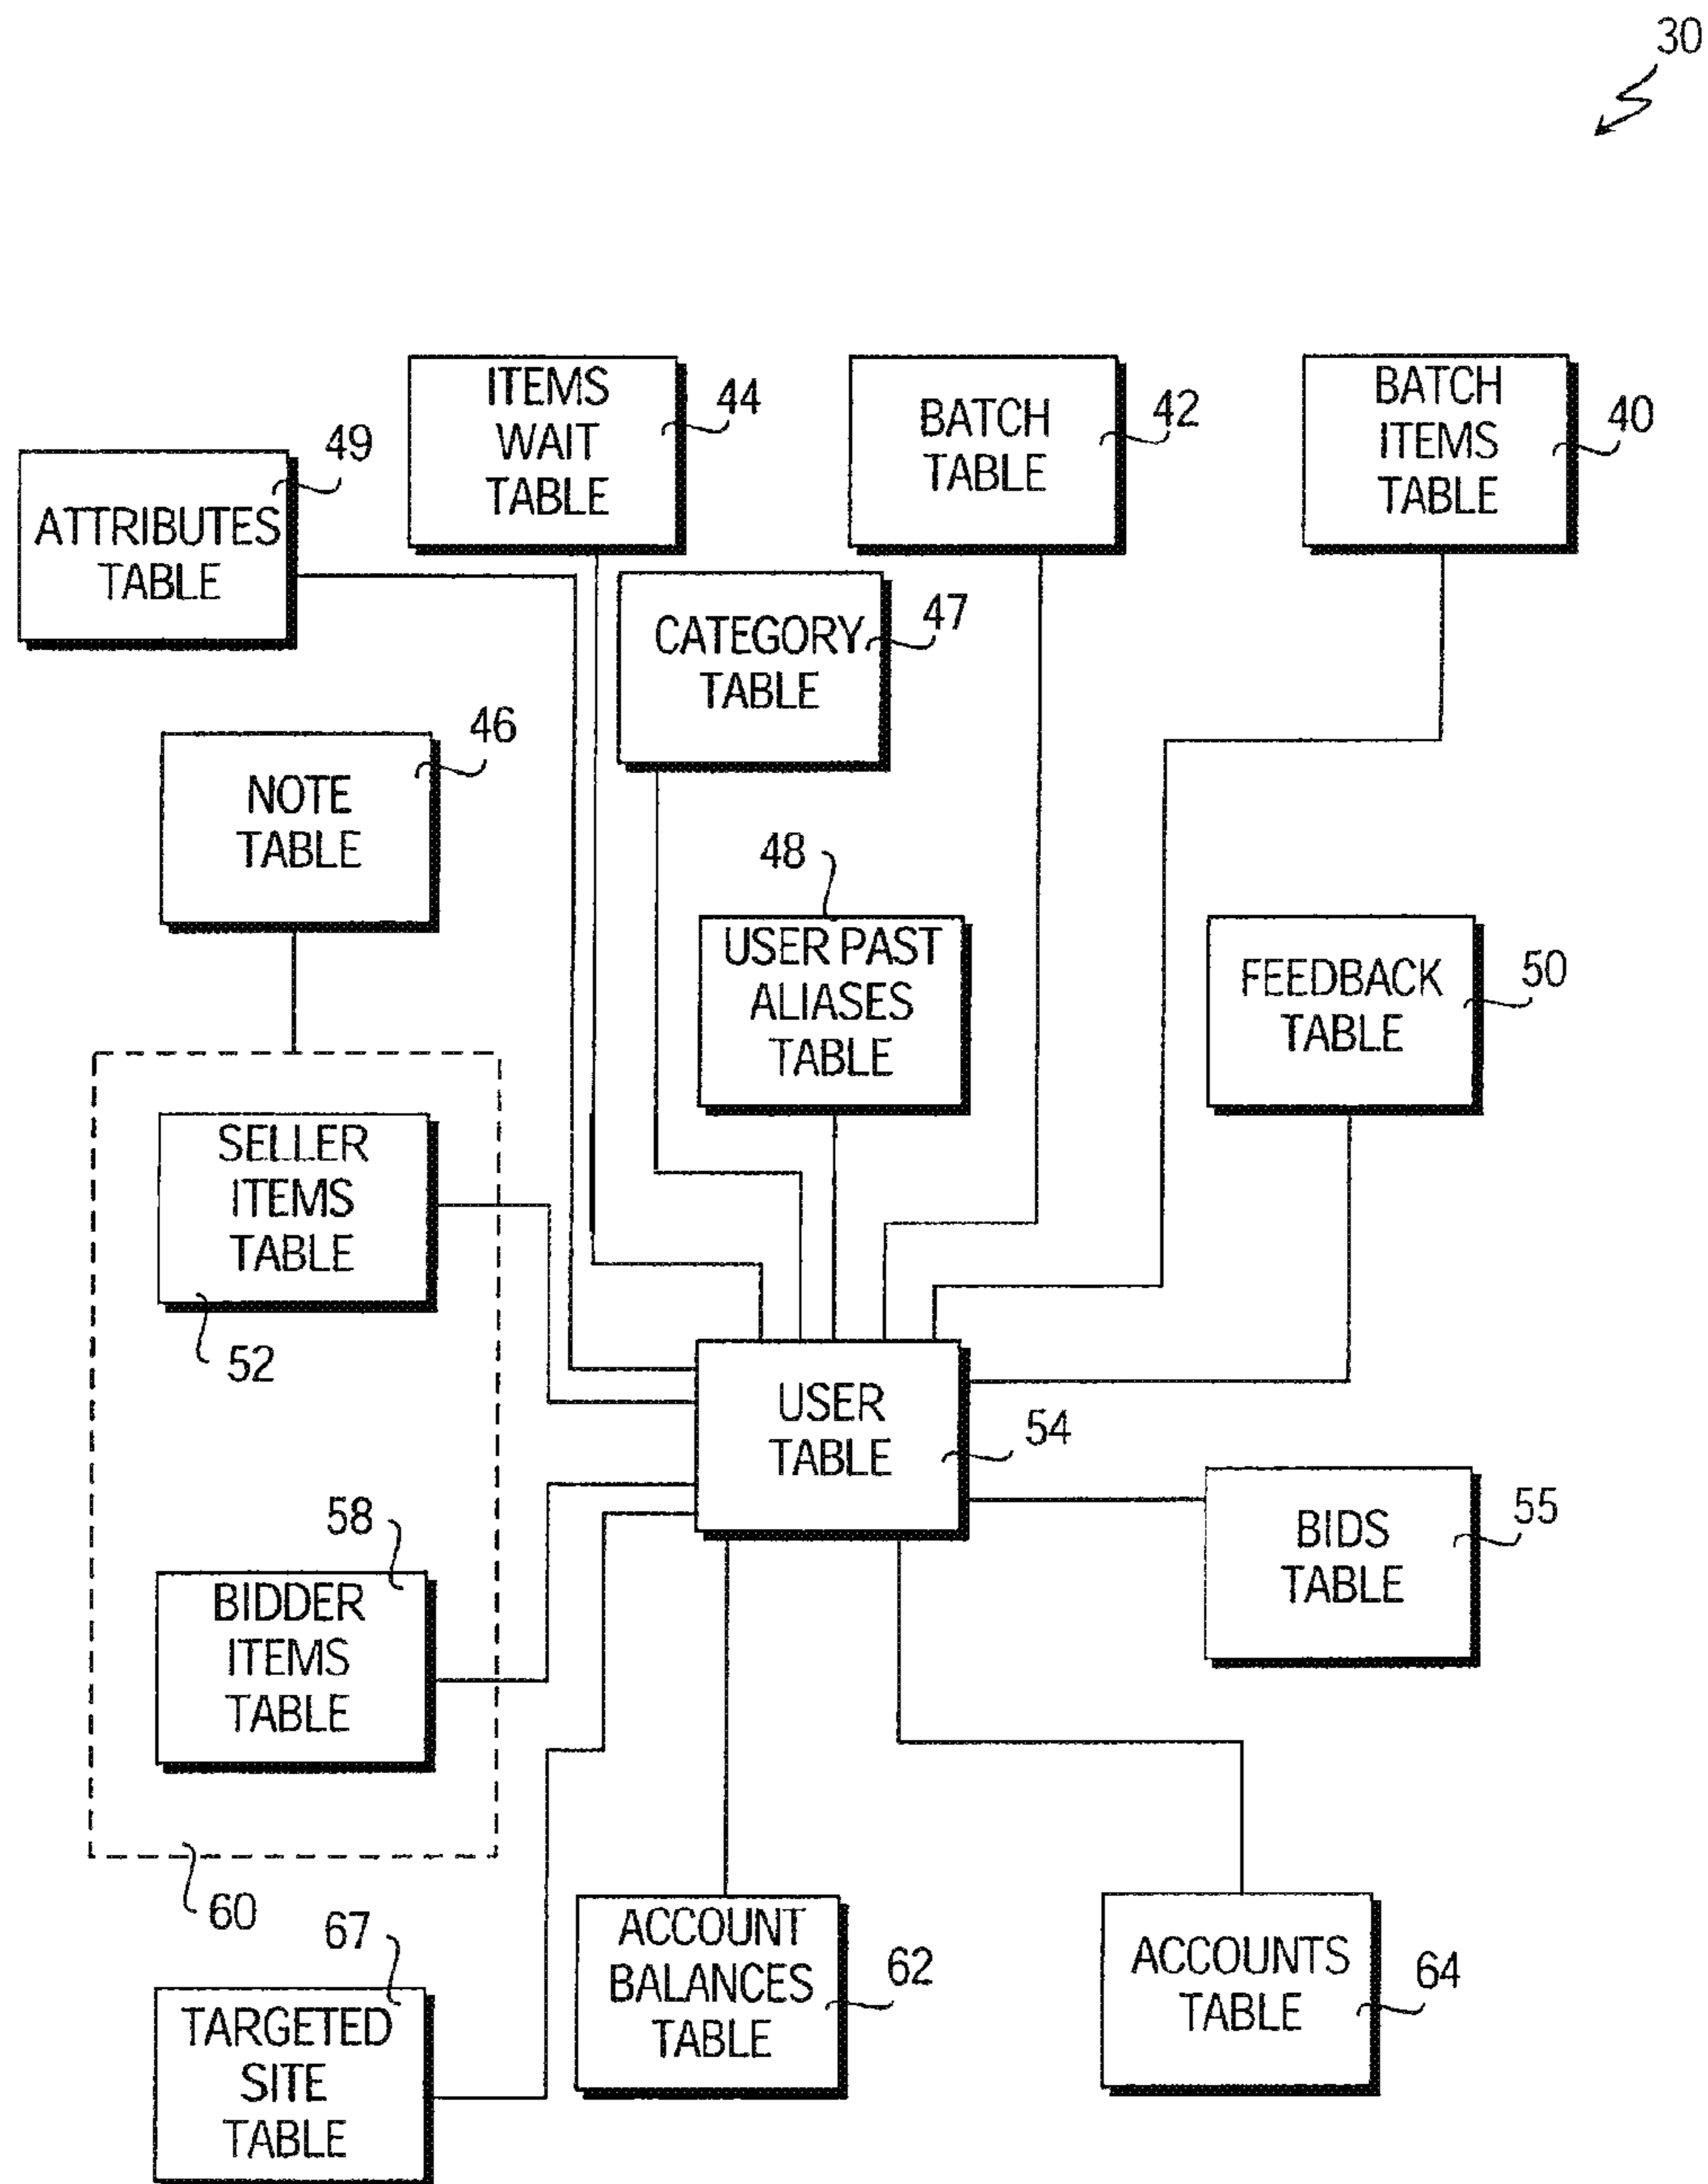 30
ITEMS
WAIT
TABLE
44
BATCH
TABLE
42
BATCH
ITEMS
TABLE
40
ATTRIBUTES
TABLE
49
CATEGORY
TABLE
47
NOTE
TABLE
46
48
USER PAST
ALIASES
TABLE
FEEDBACK
TABLE
50
SELLER
ITEMS
TABLE
52
USER
TABLE
54
BIDS
TABLE
55
58
BIDDER
ITEMS
TABLE
60
67
TARGETED
SITE
TABLE
ACCOUNT
BALANCES
TABLE
62
ACCOUNTS
TABLE
64